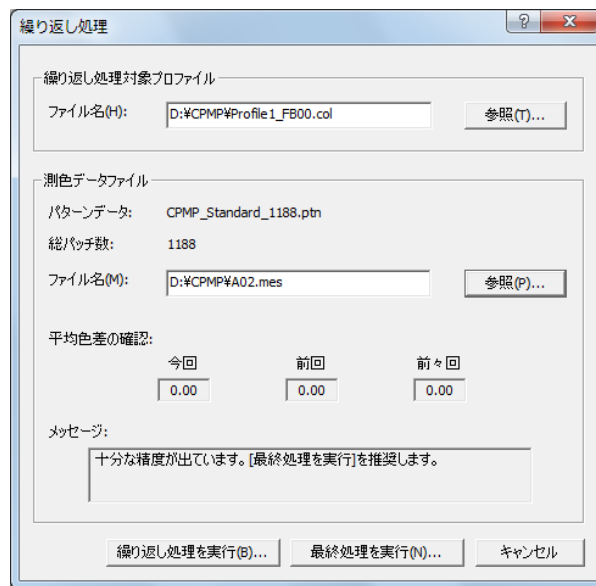 繰り返し処理
繰り返し処理対象プロファイル
ファイル名(H): D:¥CPMP¥Profile1_FB00.col 参照(T)...
測色データファイル
パターンデータ: CPMP_Standard_1188.ptn
総パッチ数: 1188
ファイル名(M): D:¥CPMP¥A02.mes 参照(P)...
平均色差の確認:
今回 前回 前々回
0.00 0.00 0.00
メッセージ:
十分な精度が出ています。[最終処理を実行]を推奨します。
繰り返し処理を実行(B)... 最終処理を実行(N)... キャンセル